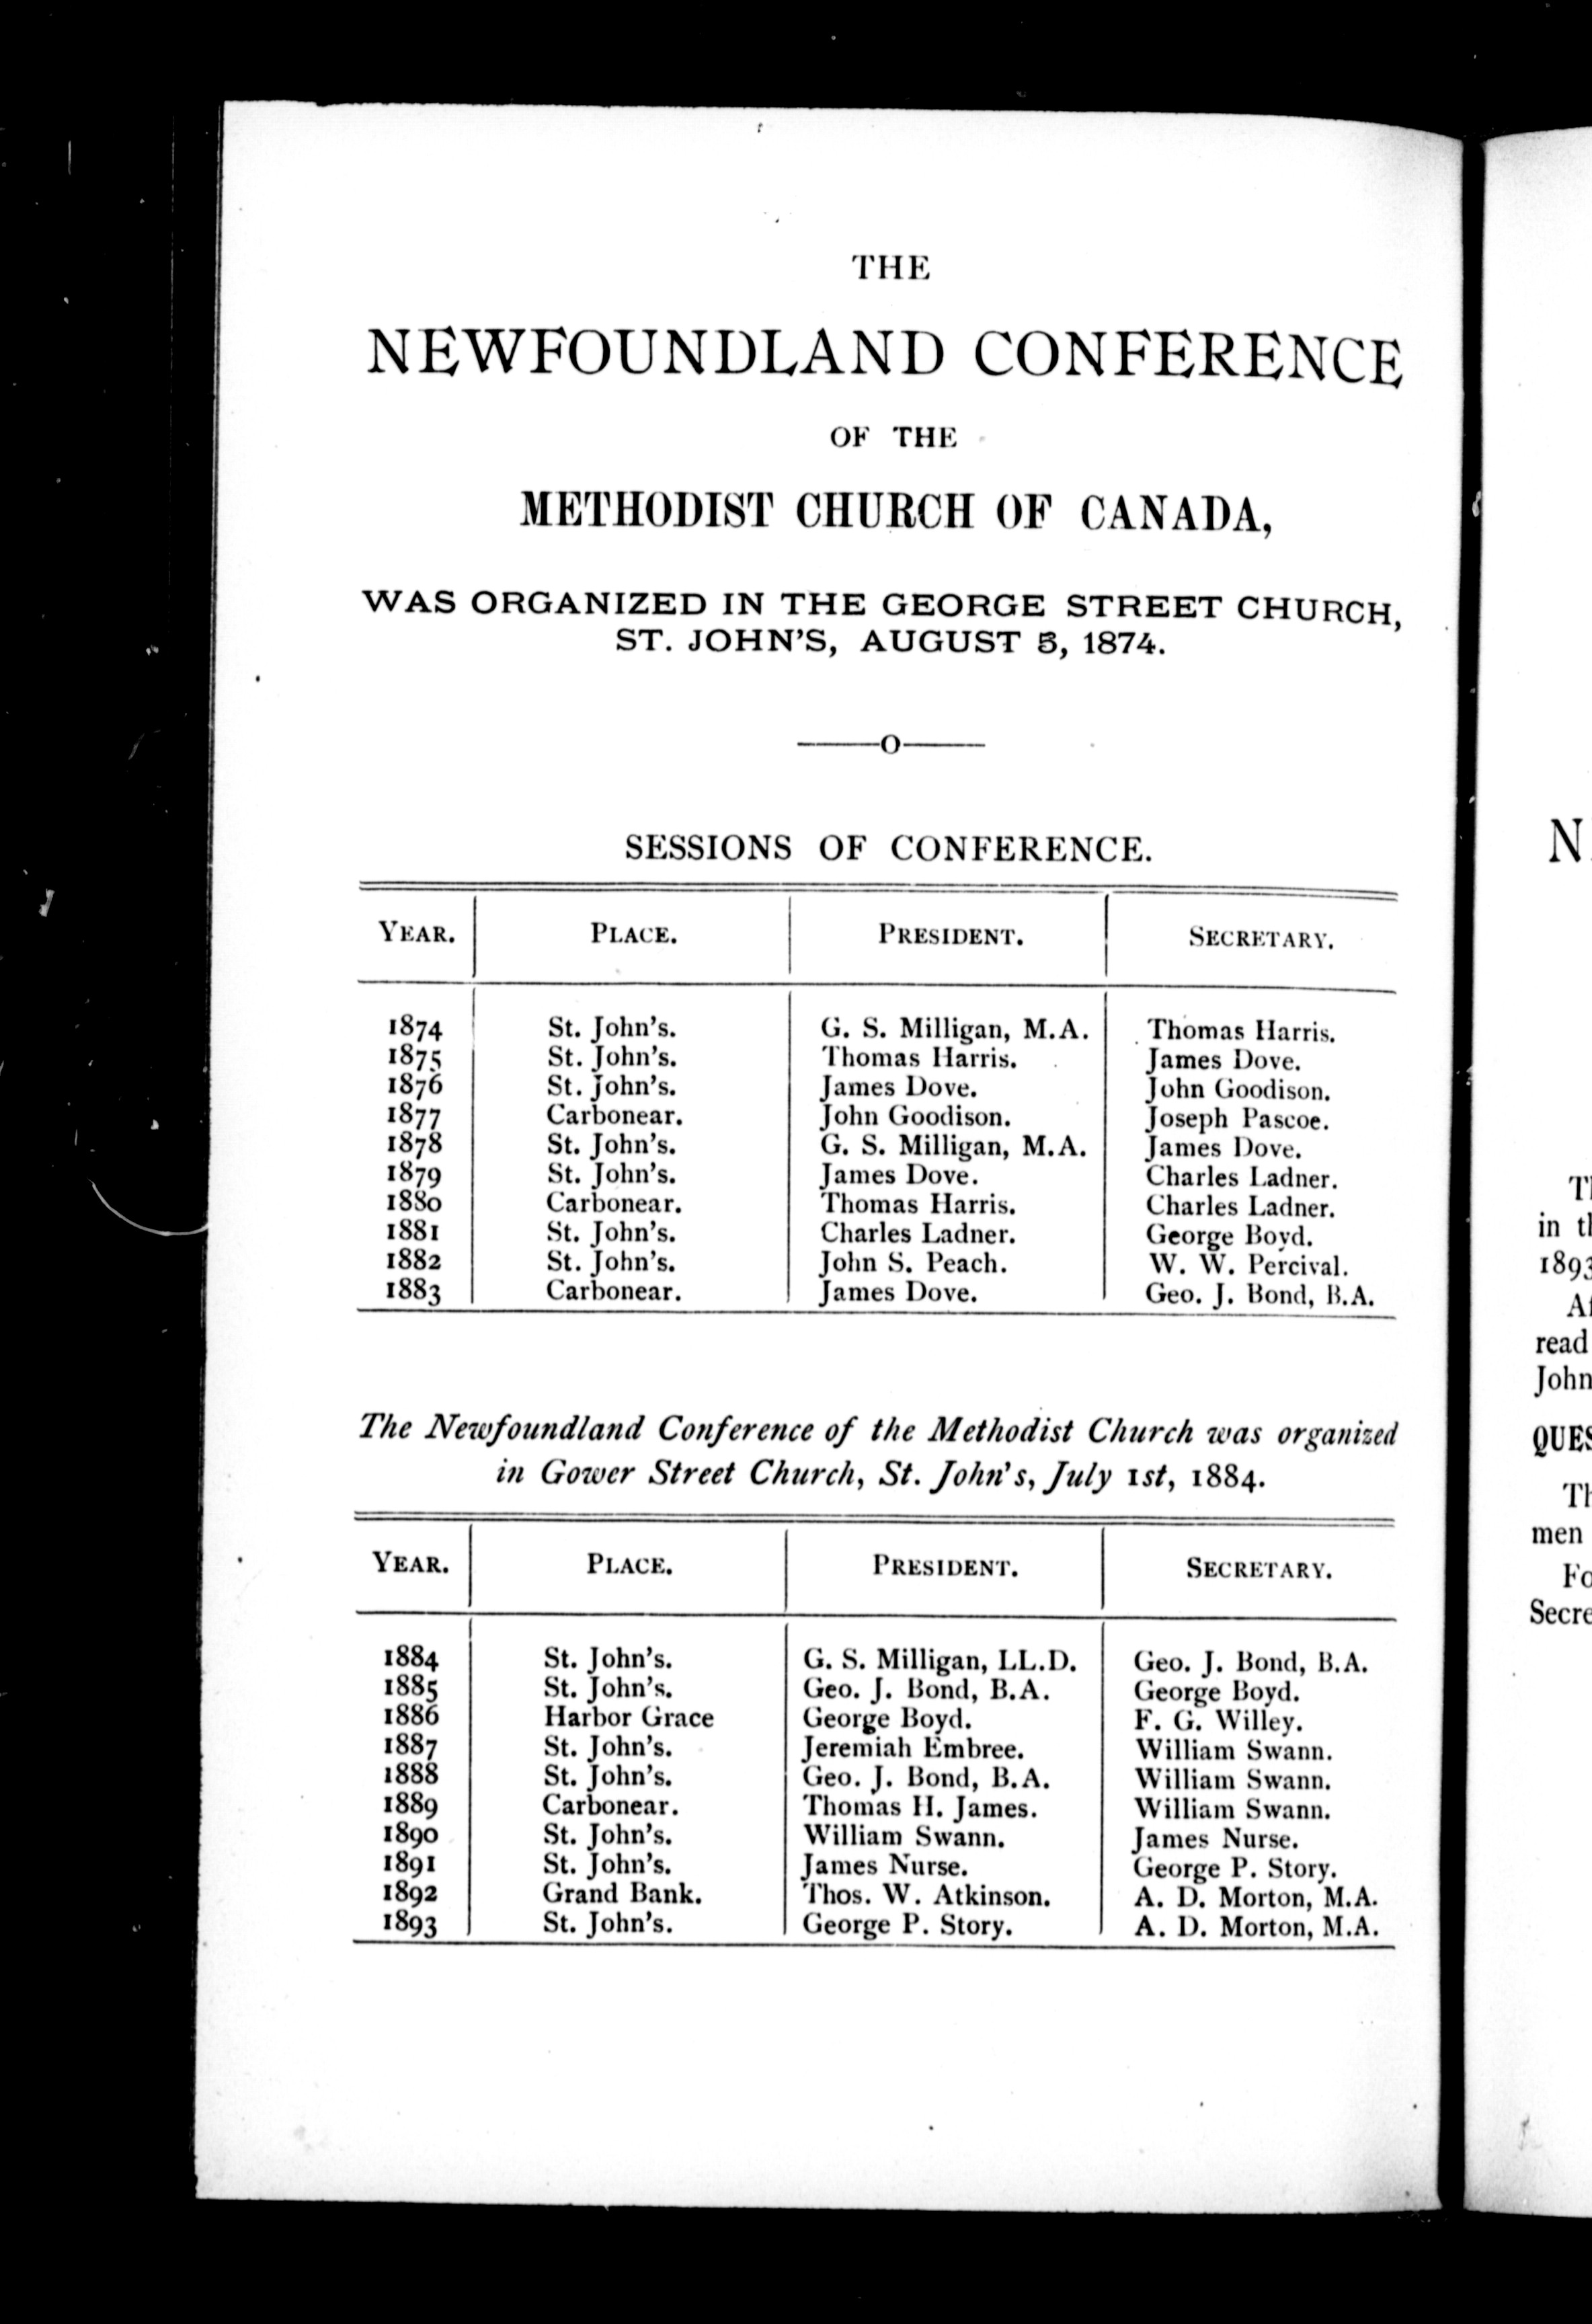 THE
NEWFOUNDLAND CONFERENCE
OF THE
METHODIST CHURCH OF CANADA,
WAS ORGANIZED IN THE GEORGE STREET CHURCH,
ST. JOHN'S, AUGUST 5, 1874.
O
SESSIONS OF CONFERENCE.
YEAR. PLACE. PRESIDENT. SECRETARY.
1874 St. John's. G. S. Milligan, M.A. Thomas Harris.
1875 St. John's. Thomas Harris. James Dove.
1876 St. John's. James Dove. John Goodison.
1877 Carbonear. John Goodison. Joseph Pascoe.
1878 St. John's. G. S. Milligan, M.A. James Dove.
1879 St. John's. James Dove. Charles Ladner.
1880 Carbonear. Thomas Harris. Charles Ladner.
1881 St. John's. Charles Ladner. George Boyd.
1882 St. John's. John S. Peach. W. W. Percival.
1883 Carbonear. James Dove. Geo. J. Bond, B.A.
The Newfoundland Conference of the Methodist Church was organized
in Gower Street Church, St. John's, July 1st, 1884.
YEAR. PLACE. PRESIDENT. SECRETARY.
1884 St. John's. G. S. Milligan, LL.D. Geo. J. Bond, B.A.
1885 St. John's. Geo. J. Bond, B.A. George Boyd.
1886 Harbor Grace George Boyd. F. G. Willey.
1887 St. John's. Jeremiah Embree. William Swann.
1888 St. John's. Geo. J. Bond, B.A. William Swann.
1889 Carbonear. Thomas H. James. William Swann.
1890 St. John's. William Swann. James Nurse.
1891 St. John's. James Nurse. George P. Story.
1892 Grand Bank. Thos. W. Atkinson. A. D. Morton, M.A.
1893 St. John's. George P. Story. A. D. Morton, M.A.
in
1893
read
John
men